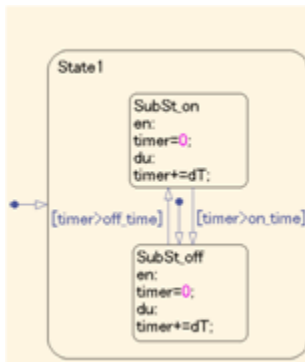 State1
SubSt_on
en:
timer=0;
du:
timer+=dT;
[timer>off_time]
[timer>on_time]
SubSt_off
en:
timer=0;
du:
timer+=dT;